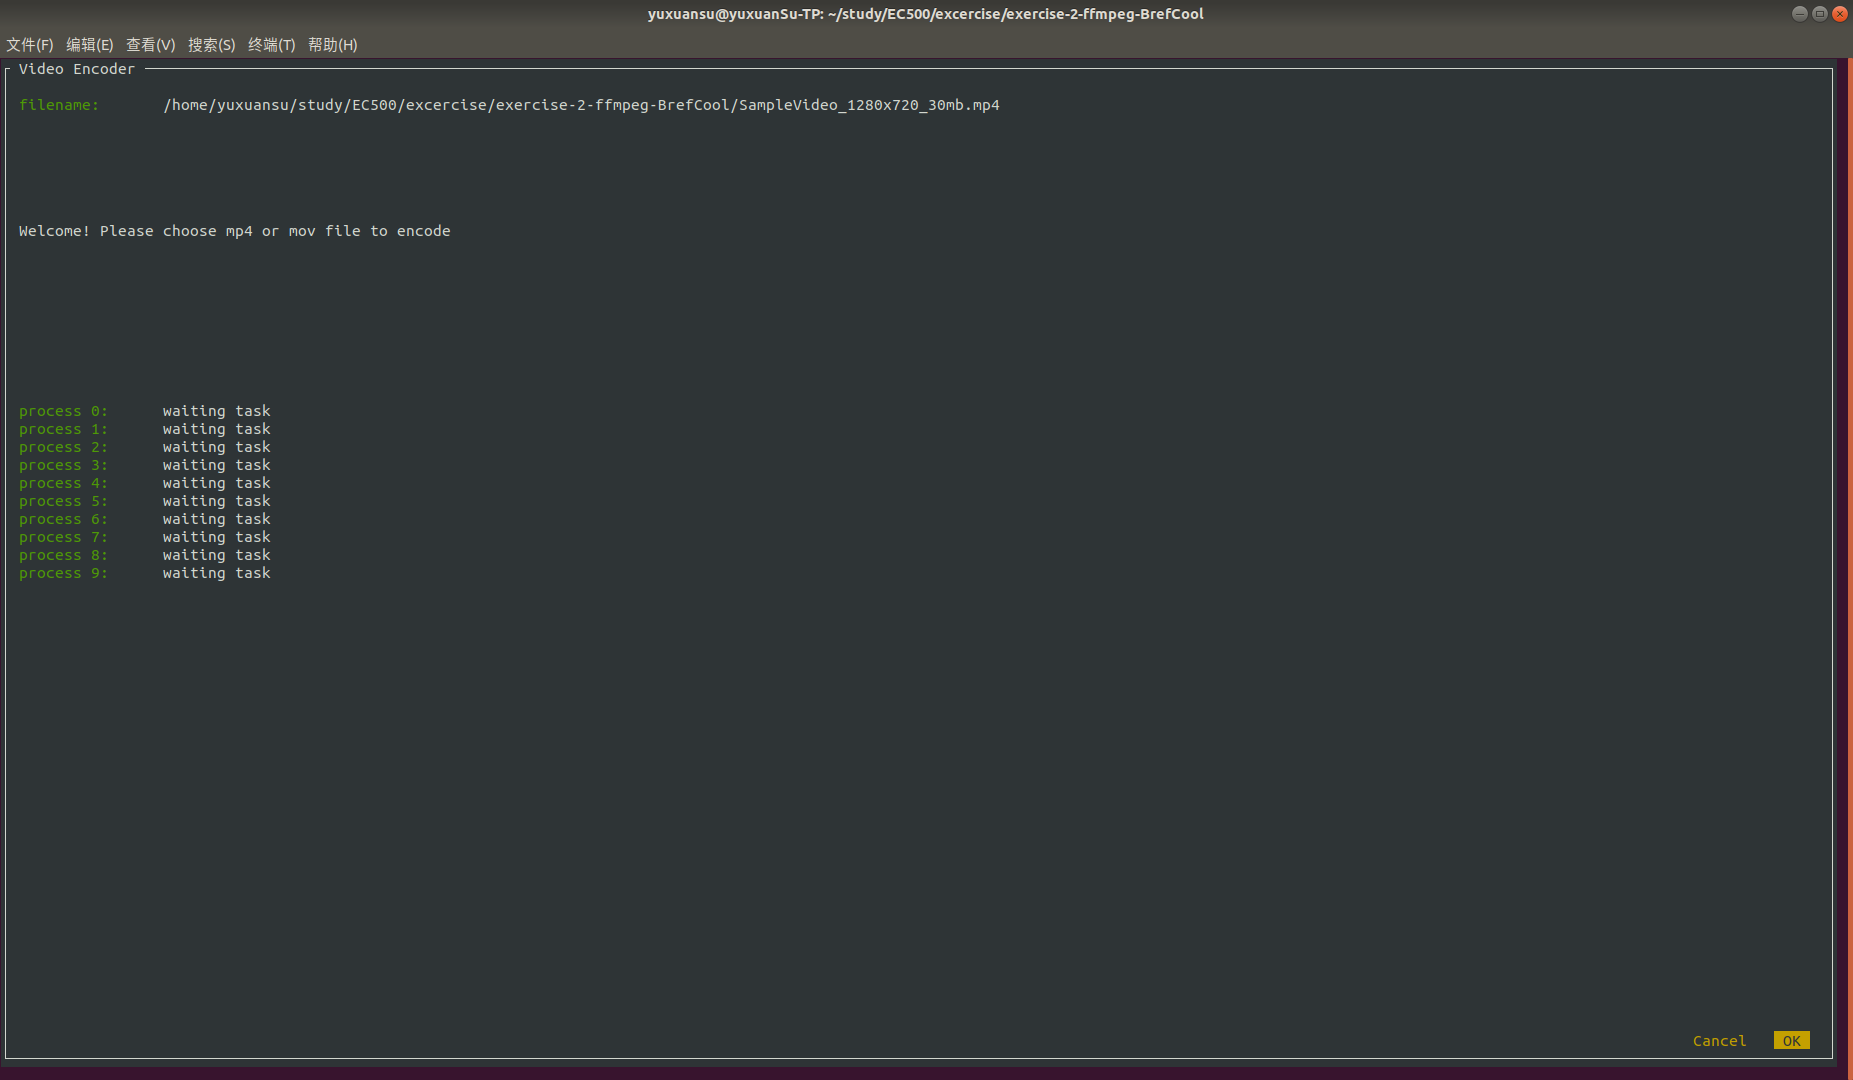 yuxuansu@yuxuanSu-TP: ~/study/EC500/excercise/exercise-2-ffmpeg-BrefCool
文件(F) 编辑(E) 查看(V) 搜索(S) 终端(T) 帮助(H)
Video Encoder
filename: /home/yuxuansu/study/EC500/excercise/exercise-2-ffmpeg-BrefCool/SampleVideo_1280x720_30mb.mp4
Welcome! Please choose mp4 or mov file to encode
process 0: waiting task
process 1: waiting task
process 2: waiting task
process 3: waiting task
process 4: waiting task
process 5: waiting task
process 6: waiting task
process 7: waiting task
process 8: waiting task
process 9: waiting task
Cancel OK